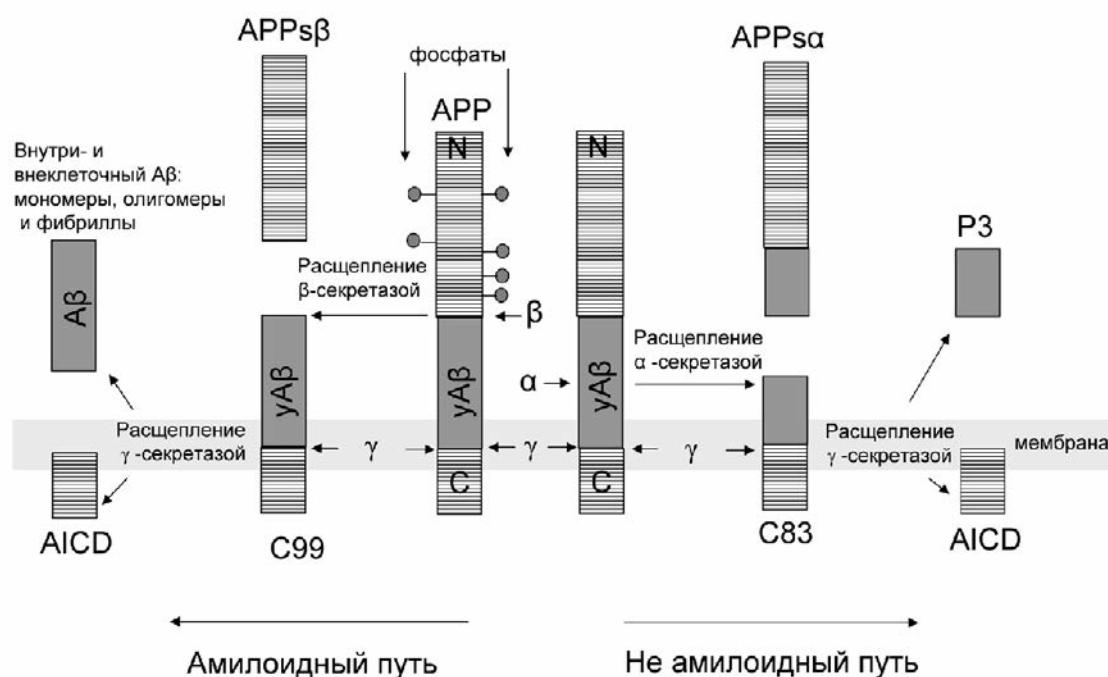 APPsβ
фосфаты
APPsα
APP
N
N
Внутри- и
внеклеточный Aβ:
мономеры, олигомеры
и фибриллы
P3
Расщепление
β-секретазой
Aβ
β
Расщепление
α -секретазой
yAβ
yAβ
α
yAβ
Расщепление
γ -секретазой
γ
γ
γ
Расщепление
γ -секретазой
мембрана
C
C
AICD
C99
C83
AICD
Амилоидный путь
Не амилоидный путь